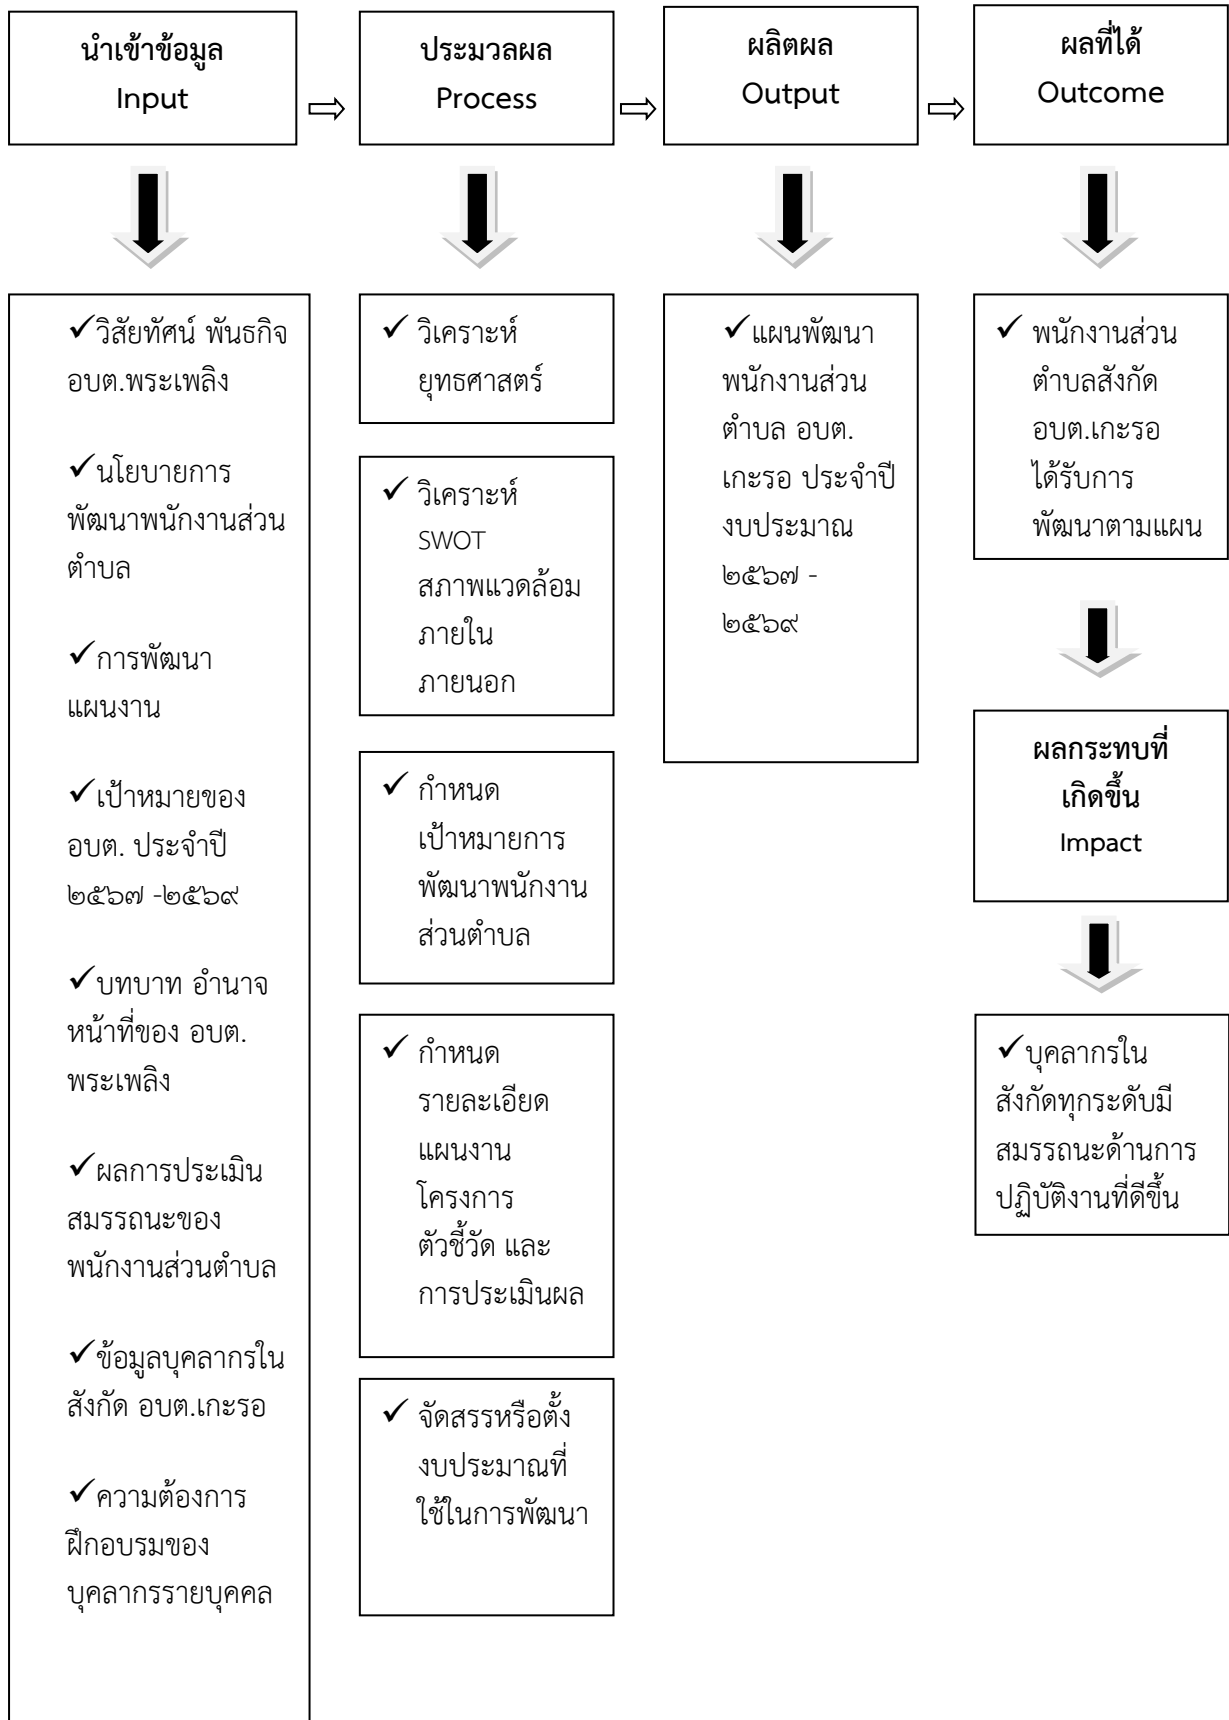 นำเข้าข้อมูล
Input
ประมวลผล
Process
ผลิตผล
Output
ผลที่ได้
Outcome
✓วิสัยทัศน์ พันธกิจ
อบต.พระเพลิง
✓นโยบายการ
พัฒนาพนักงานส่วน
ตำบล
✓การพัฒนา
แผนงาน
✓เป้าหมายของ
อบต. ประจำปี
๒๕๖๗ -๒๕๖๙
✓บทบาท อำนาจ
หน้าที่ของ อบต.
พระเพลิง
✓ผลการประเมิน
สมรรถนะของ
พนักงานส่วนตำบล
✓ข้อมูลบุคลากรใน
สังกัด อบต.เกะรอ
✓ความต้องการ
ฝึกอบรมของ
บุคลากรรายบุคคล
✓ วิเคราะห์
ยุทธศาสตร์
✓ วิเคราะห์
SWOT
สภาพแวดล้อม
ภายใน
ภายนอก
✓ กำหนด
เป้าหมายการ
พัฒนาพนักงาน
ส่วนตำบล
✓ กำหนด
รายละเอียด
แผนงาน
โครงการ
ตัวชี้วัด และ
การประเมินผล
✓ จัดสรรหรือตั้ง
งบประมาณที่
ใช้ในการพัฒนา
✓แผนพัฒนา
พนักงานส่วน
ตำบล อบต.
เกะรอ ประจำปี
งบประมาณ
๒๕๖๗ -
๒๕๖๙
✓ พนักงานส่วน
ตำบลสังกัด
อบต.เกะรอ
ได้รับการ
พัฒนาตามแผน
ผลกระทบที่
เกิดขึ้น
Impact
✓บุคลากรใน
สังกัดทุกระดับมี
สมรรถนะด้านการ
ปฏิบัติงานที่ดีขึ้น